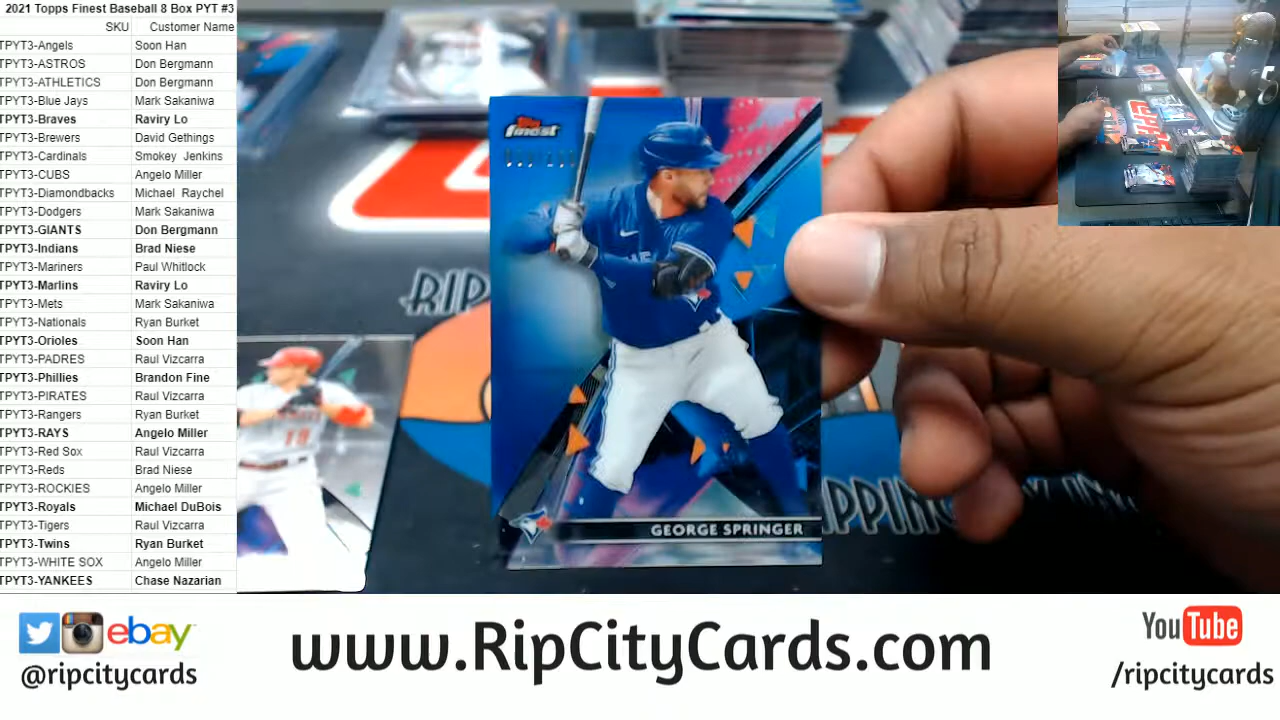 2021 Topps Finest Baseball 8 Box PYT #3
SKU Customer Name
TPYT3-Angels Soon Han
TPYT3-ASTROS Don Bergmann
TPYT3-ATHLETICS Don Bergmann
TPYT3-Blue Jays Mark Sakaniwa
TPYT3-Braves Raviry Lo
TPYT3-Brewers David Gethings
TPYT3-Cardinals Smokey Jenkins
TPYT3-CUBS Angelo Miller
TPYT3-Diamondbacks Michael Raychel
TPYT3-Dodgers Mark Sakaniwa
TPYT3-GIANTS Don Bergmann
TPYT3-Indians Brad Niese
TPYT3-Mariners Paul Whitlock
TPYT3-Marlins Raviry Lo
TPYT3-Mets Mark Sakaniwa
TPYT3-Nationals Ryan Burket
TPYT3-Orioles Soon Han
TPYT3-PADRES Raul Vizcarra
TPYT3-Phillies Brandon Fine
TPYT3-PIRATES Raul Vizcarra
TPYT3-Rangers Ryan Burket
TPYT3-RAYS Angelo Miller
TPYT3-Red Sox Raul Vizcarra
TPYT3-Reds Brad Niese
TPYT3-ROCKIES Angelo Miller
TPYT3-Royals Michael DuBois
TPYT3-Tigers Raul Vizcarra
TPYT3-Twins Ryan Burket
TPYT3-WHITE SOX Angelo Miller
TPYT3-YANKEES Chase Nazarian
Topps
finest
RIP
GEORGE SPRINGER
ebay
@ripcitycards
www.RipCityCards.com
YouTube
/ripcitycards